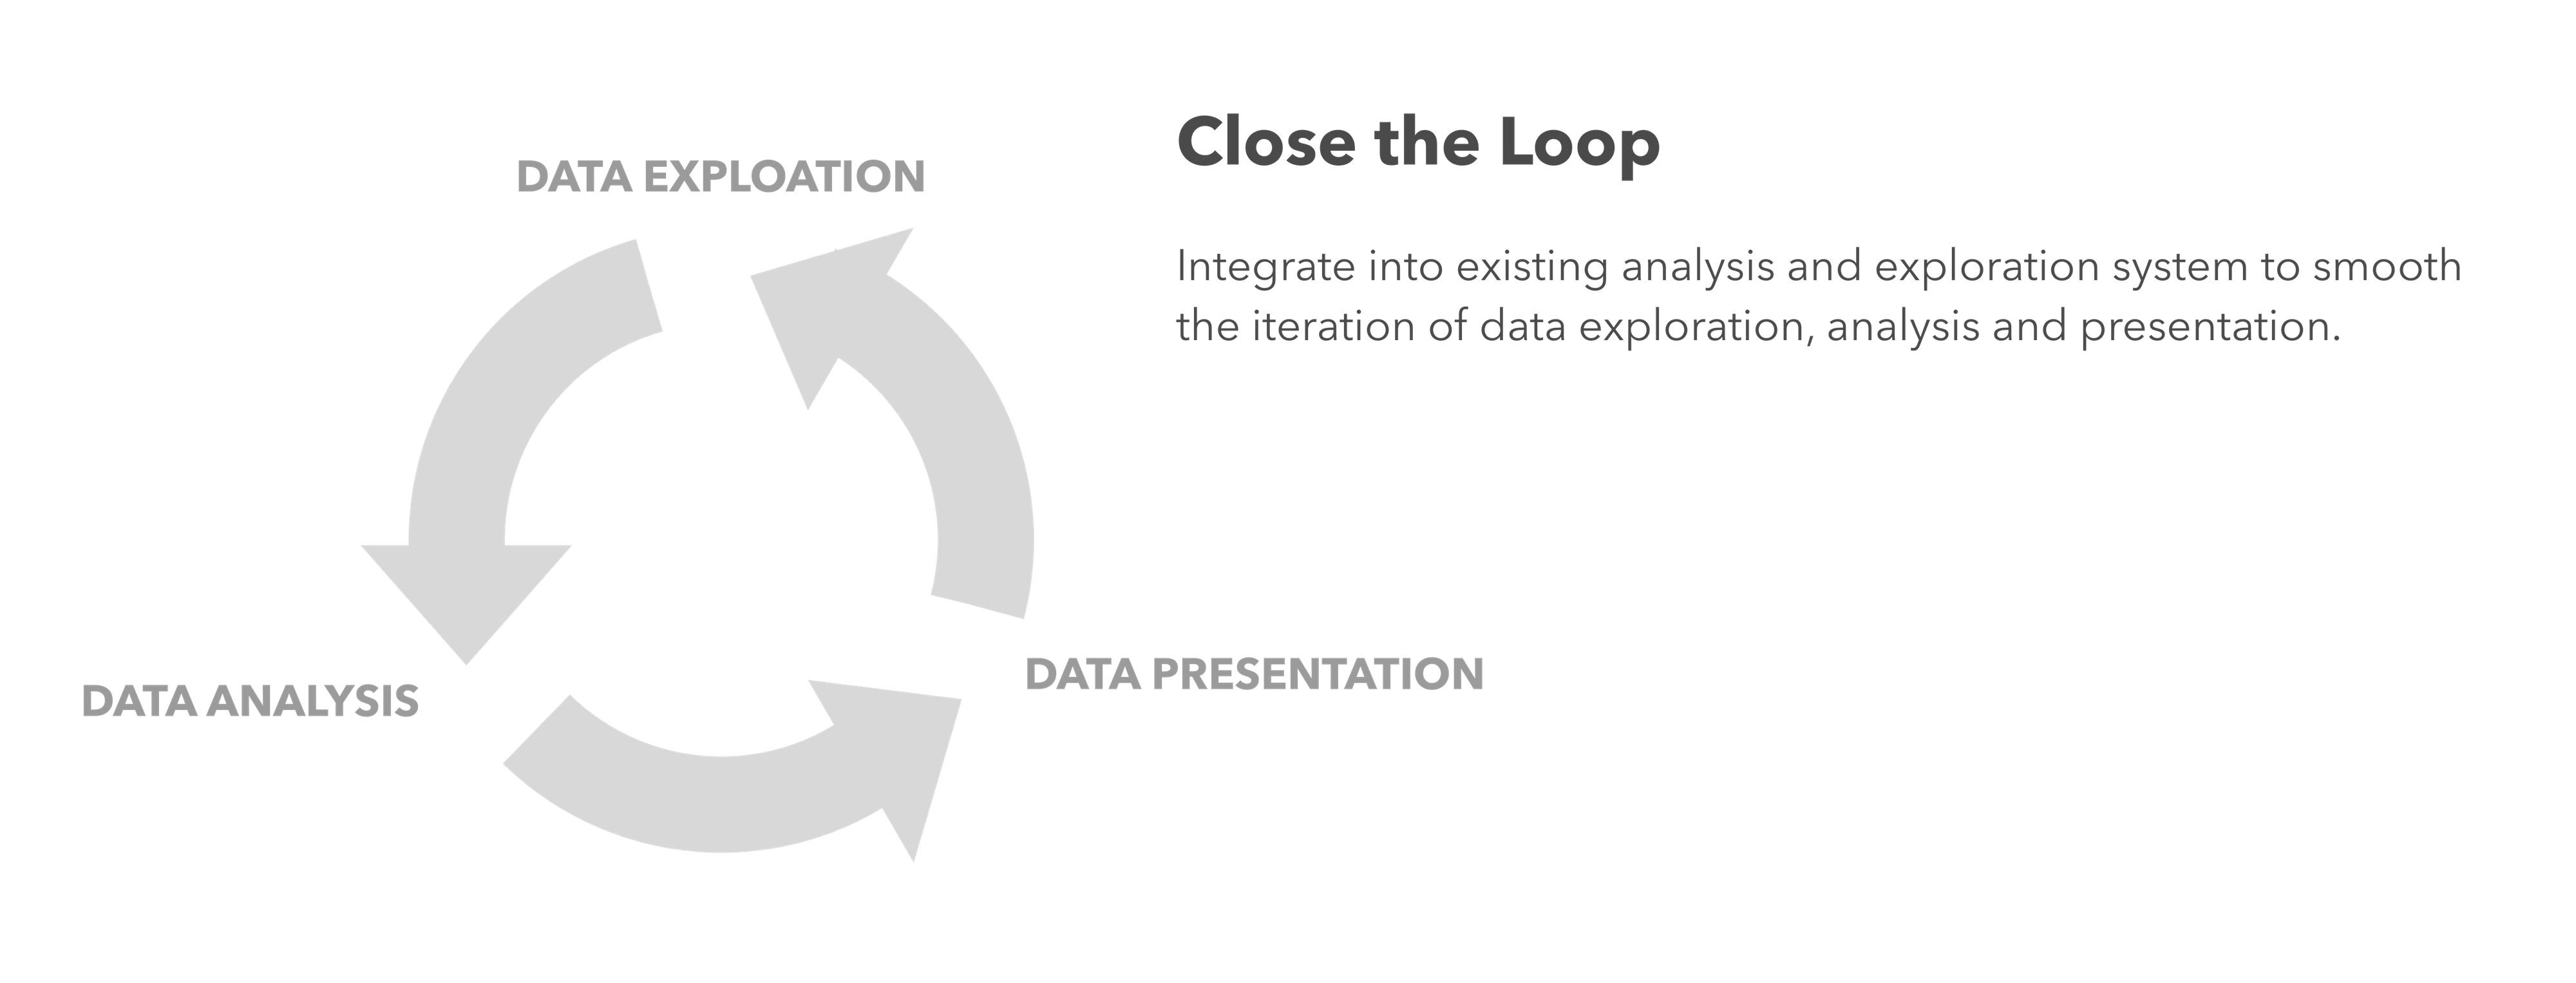 DATA EXPLOATION
DATA ANALYSIS
DATA PRESENTATION
Close the Loop
Integrate into existing analysis and exploration system to smooth
the iteration of data exploration, analysis and presentation.